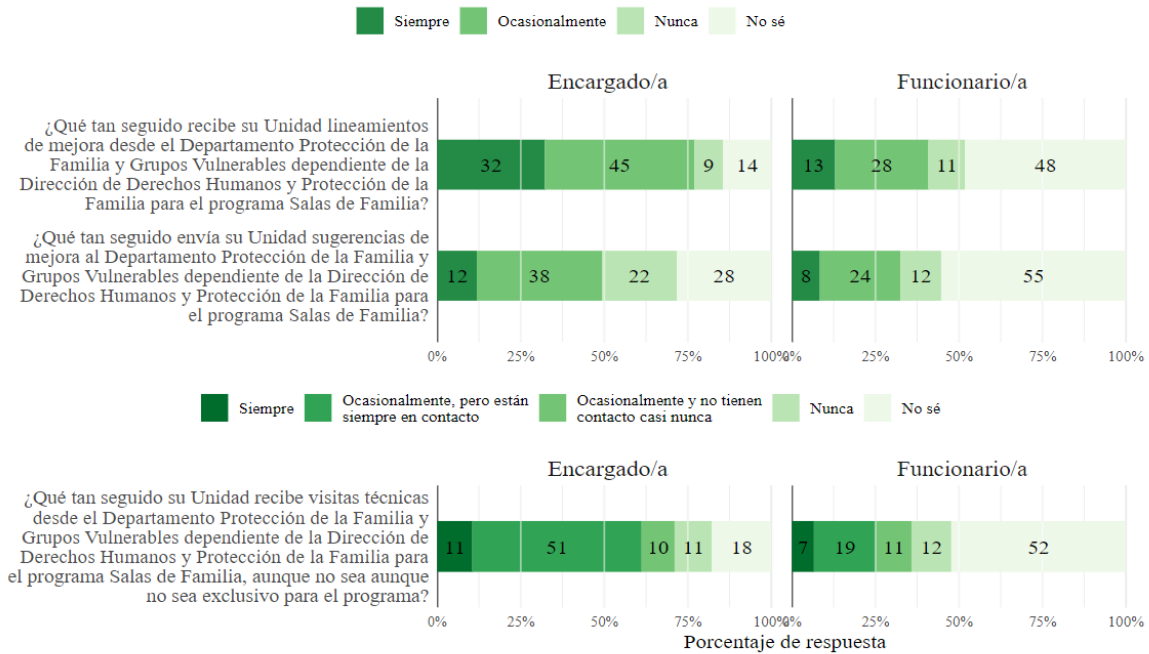 Siempre Ocasionalmente Nunca No sé
Encargado/a Funcionario/a
¿Qué tan seguido recibe su Unidad lineamientos
de mejora desde el Departamento Protección de la
Familia y Grupos Vulnerables dependiente de la
Dirección de Derechos Humanos y Protección de la
Familia para el programa Salas de Familia?
32 45 9 14 13 28 11 48
¿Qué tan seguido envía su Unidad sugerencias de
mejora al Departamento Protección de la Familia y
Grupos Vulnerables dependiente de la Dirección de
Derechos Humanos y Protección de la Familia para
el programa Salas de Familia?
12 38 22 28 8 24 12 55
0% 25% 50% 75% 100% 0% 25% 50% 75% 100%
Siempre Ocasionalmente, pero están
siempre en contacto Ocasionalmente y no tienen
contacto casi nunca Nunca No sé
Encargado/a Funcionario/a
¿Qué tan seguido su Unidad recibe visitas técnicas
desde el Departamento Protección de la Familia y
Grupos Vulnerables dependiente de la Dirección de
Derechos Humanos y Protección de la Familia para
el programa Salas de Familia, aunque no sea aunque
no sea exclusivo para el programa?
11 51 10 11 18 7 19 11 12 52
0% 25% 50% 75% 100% 0% 25% 50% 75% 100%
Porcentaje de respuesta